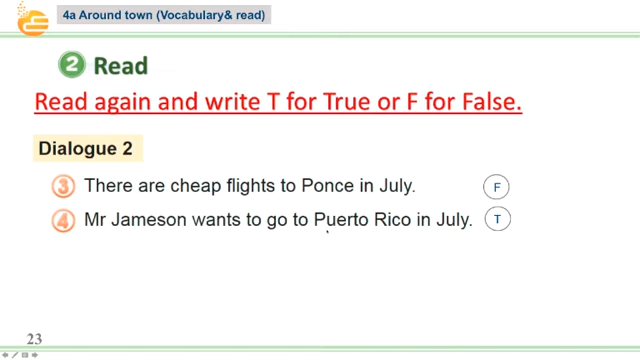 4a Around town (Vocabulary& read)
2 Read
Read again and write T for True or F for False.
Dialogue 2
3 There are cheap flights to Ponce in July. F
4 Mr Jameson wants to go to Puerto Rico in July. T
23